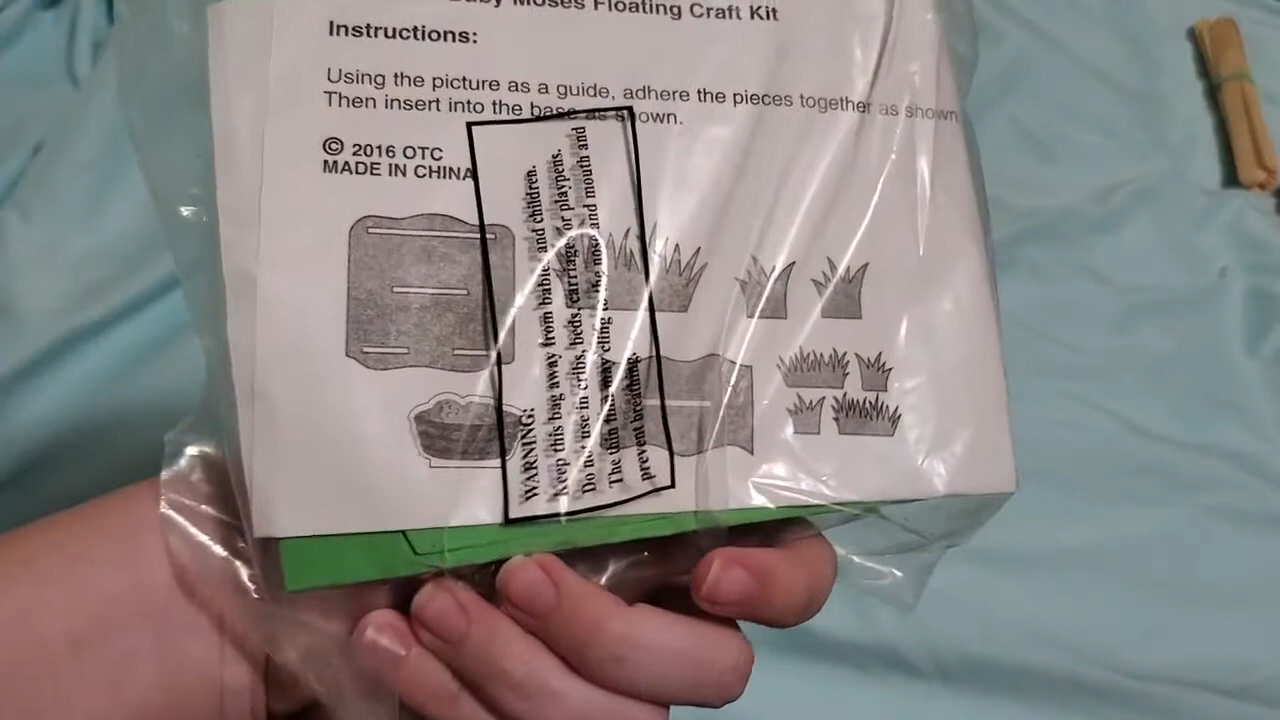 Baby Moses Floating Craft Kit
Instructions:
Using the picture as a guide, adhere the pieces together as shown
Then insert into the base as shown.
© 2016 OTC
MADE IN CHINA
WARNING:
Keep this bag away from babies and children.
Do not use in cribs, beds, carriages or playpens.
The thin film may cling to the nose and mouth and
prevent breathing.